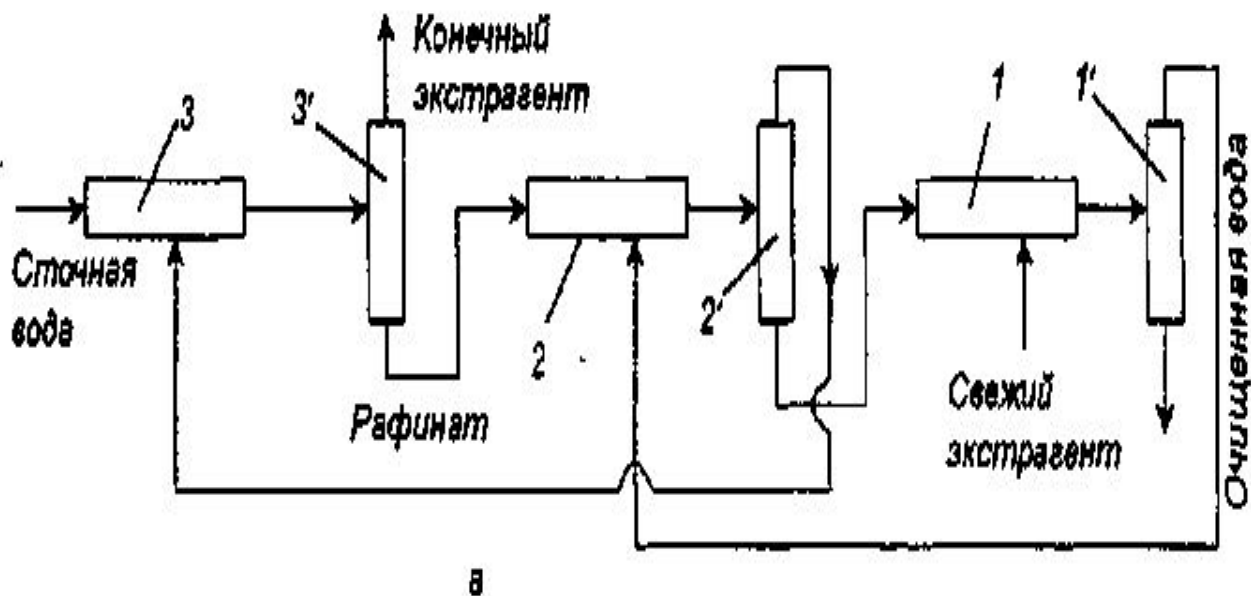 Конечный
экстрагент
3
3'
1
1'
Сточная
вода
2
2'
Рафинат
Свежий
экстрагент
Очищенная вода
а